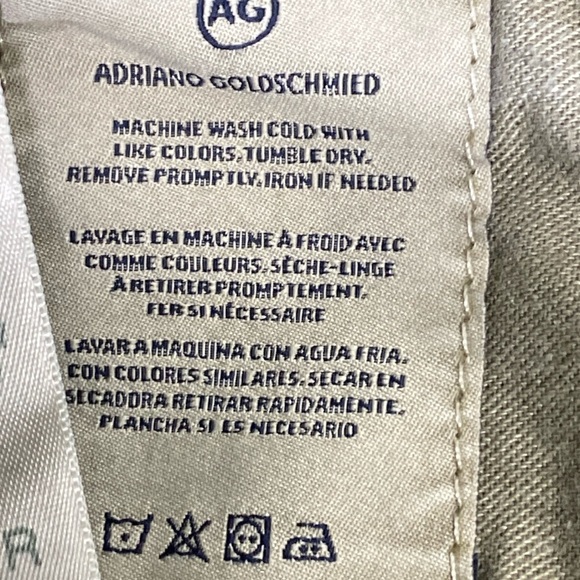 AG
ADRIANO GOLDSCHMIED
MACHINE WASH COLD WITH
LIKE COLORS. TUMBLE DRY.
REMOVE PROMPTLY. IRON IF NEEDED
LAVAGE EN MACHINE À FROID AVEC
COMME COULEURS. SÈCHE-LINGE
À RETIRER PROMPTEMENT.
FER SI NÉCESSAIRE
LAVAR A MAQUINA CON AGUA FRIA.
CON COLORES SIMILARES. SECAR EN
SECADORA RETIRAR RAPIDAMENTE.
PLANCHA SI ES NECESARIO